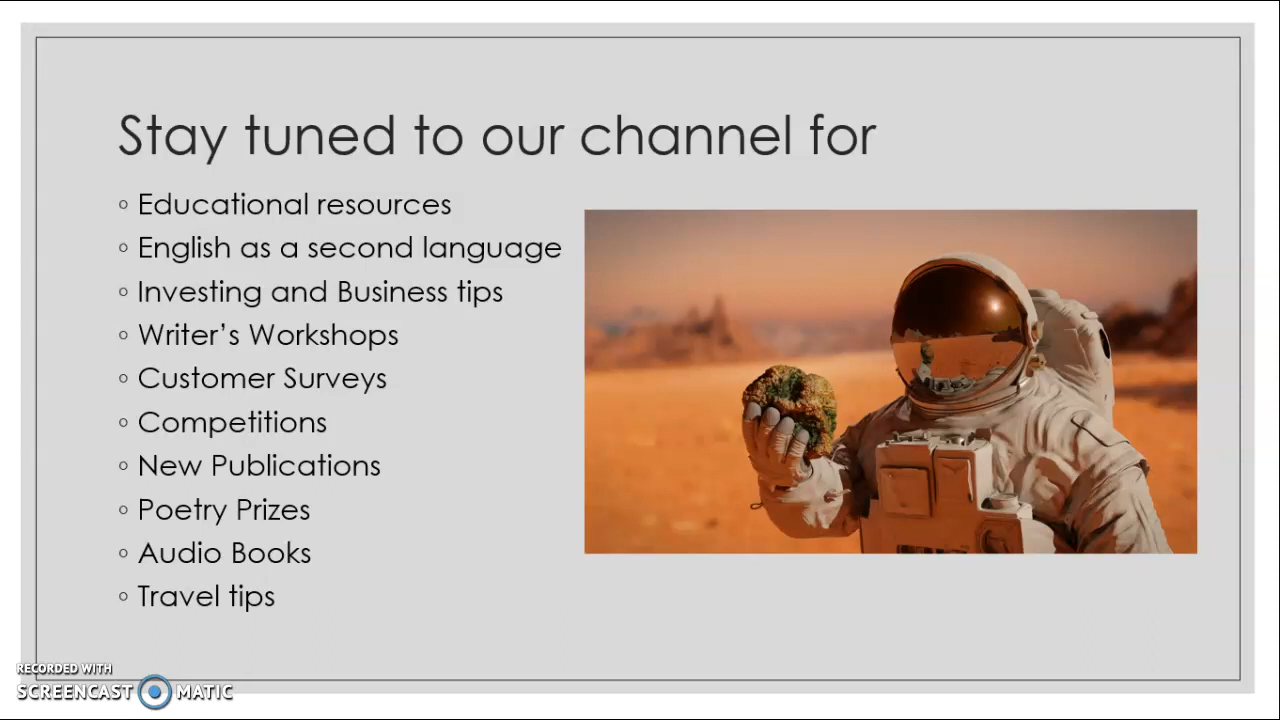 Stay tuned to our channel for
◦ Educational resources
◦ English as a second language
◦ Investing and Business tips
◦ Writer’s Workshops
◦ Customer Surveys
◦ Competitions
◦ New Publications
◦ Poetry Prizes
◦ Audio Books
◦ Travel tips
RECORDED WITH
SCREENCAST MATIC